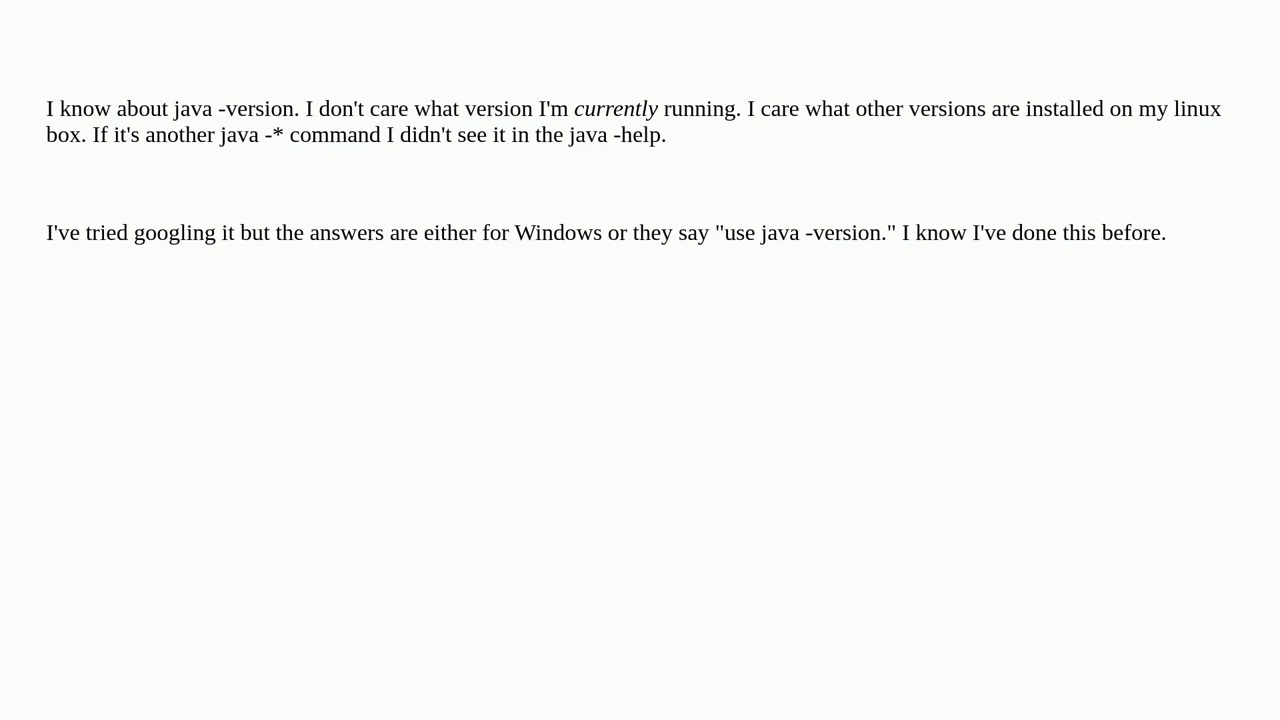 I know about java -version. I don't care what version I'm currently running. I care what other versions are installed on my linux
box. If it's another java -* command I didn't see it in the java -help.
I've tried googling it but the answers are either for Windows or they say "use java -version." I know I've done this before.